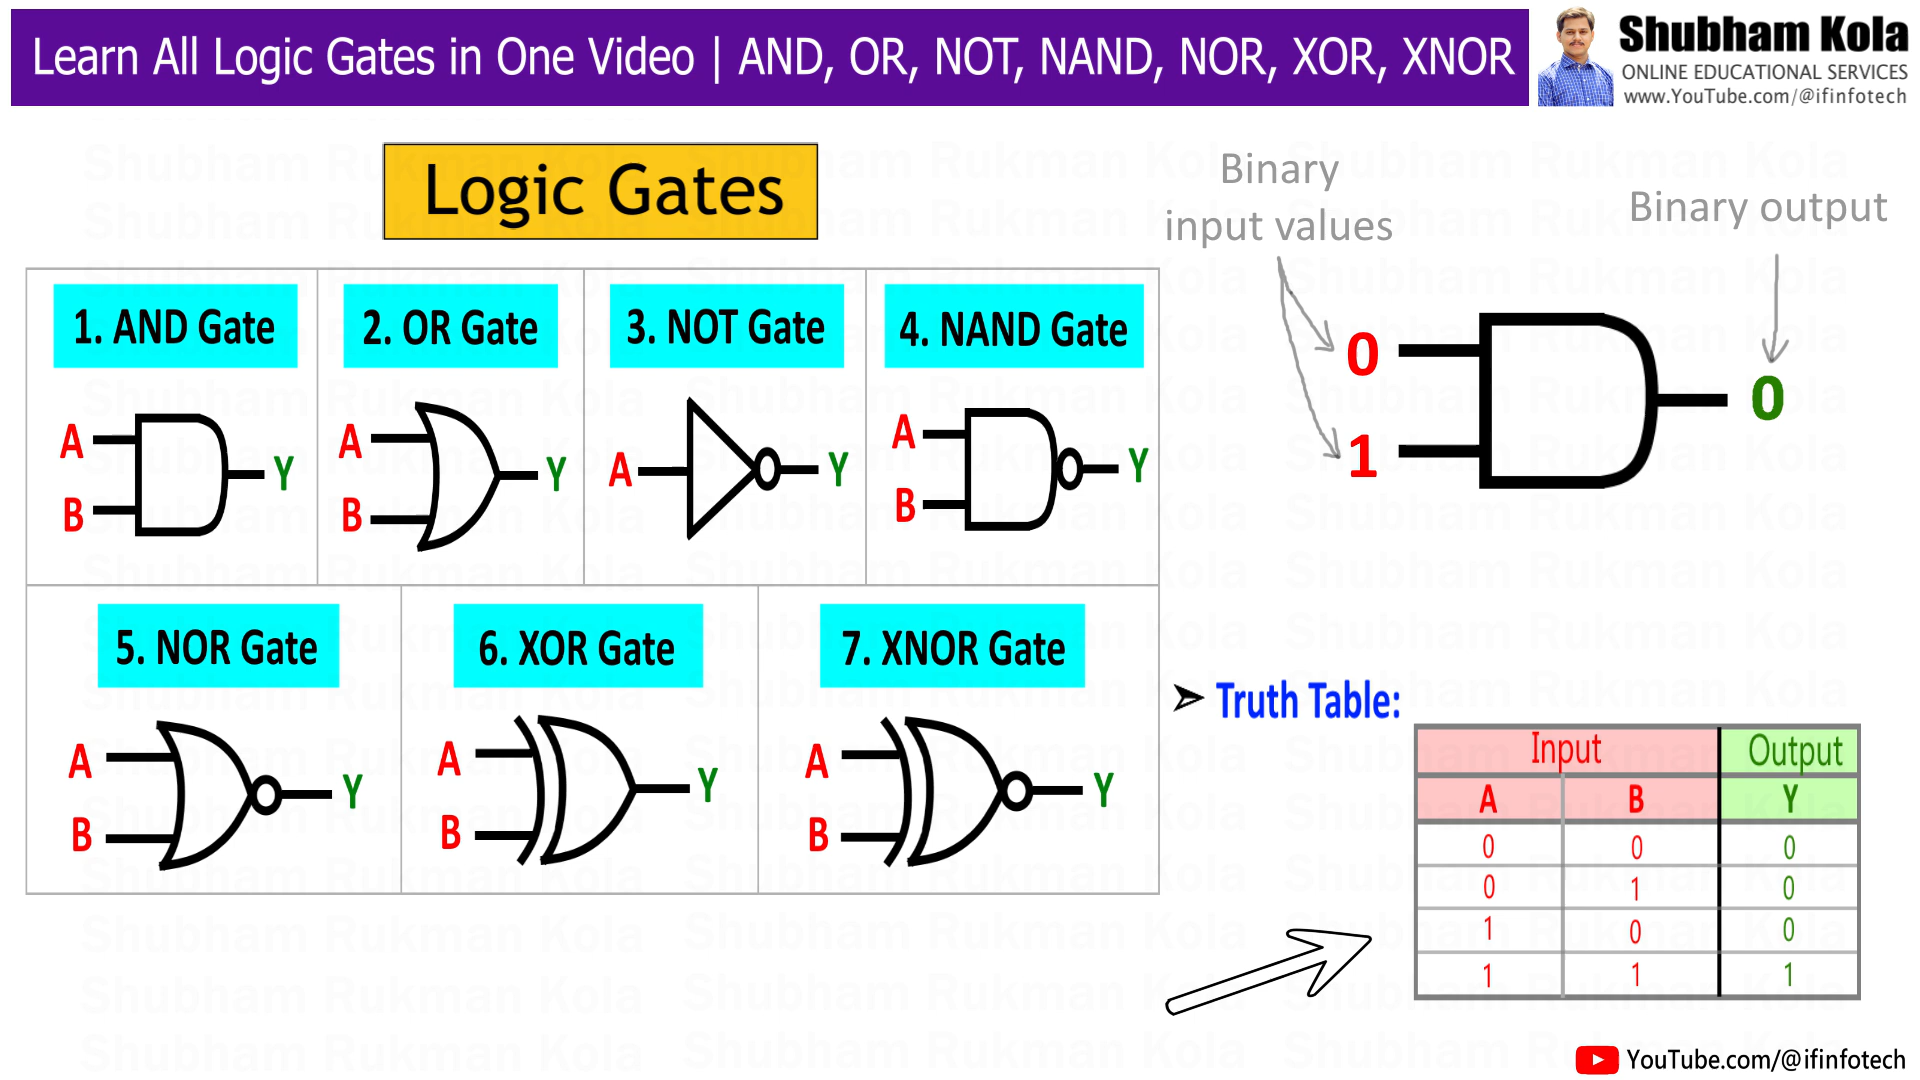 Learn All Logic Gates in One Video | AND, OR, NOT, NAND, NOR, XOR, XNOR
Shubham Kola
ONLINE EDUCATIONAL SERVICES
www.YouTube.com/@ifinfotech
Logic Gates
1. AND Gate
A
B
Y
2. OR Gate
A
B
Y
3. NOT Gate
A
Y
4. NAND Gate
A
B
Y
5. NOR Gate
A
B
Y
6. XOR Gate
A
B
Y
7. XNOR Gate
A
B
Y
Binary
input values
Binary output
0
1
0
➢ Truth Table:
Input Output
A B Y
0 0 0
0 1 0
1 0 0
1 1 1
YouTube.com/@ifinfotech
Shubham Rukman Kola